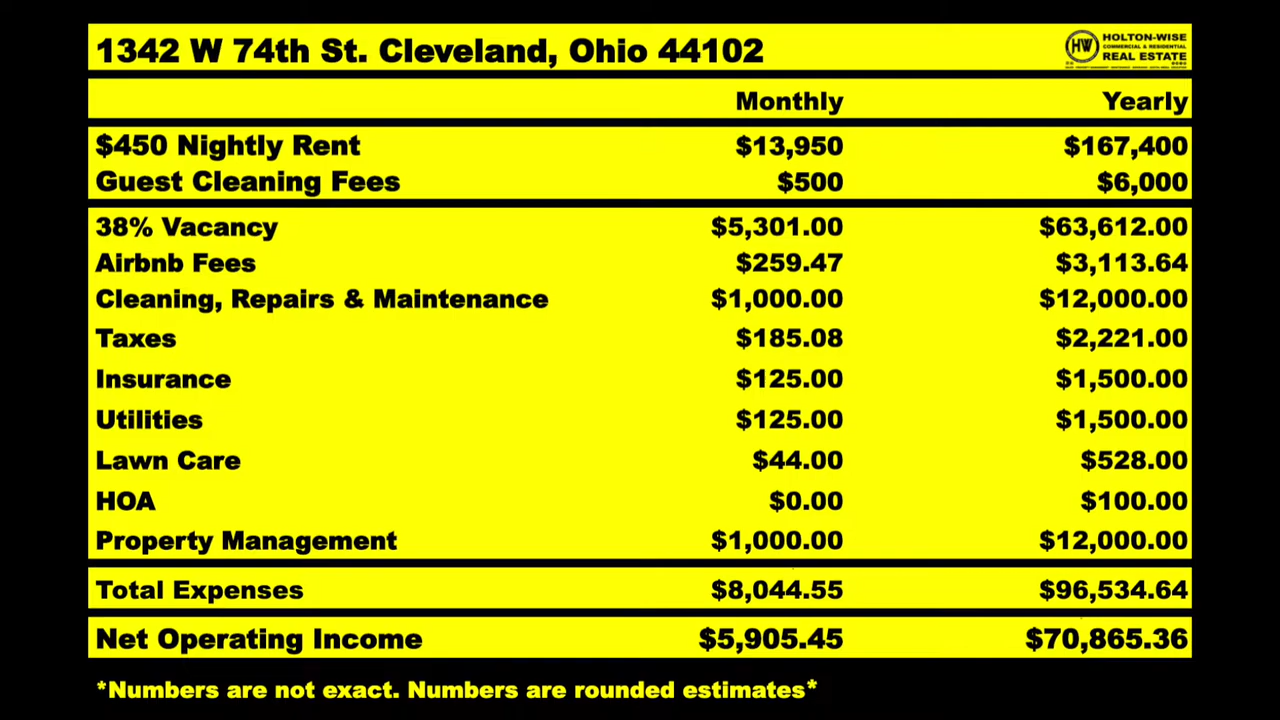 1342 W 74th St. Cleveland, Ohio 44102
HW
HOLTON-WISE
COMMERCIAL & RESIDENTIAL
REAL ESTATE
Monthly Yearly
$450 Nightly Rent $13,950 $167,400
Guest Cleaning Fees $500 $6,000
38% Vacancy $5,301.00 $63,612.00
Airbnb Fees $259.47 $3,113.64
Cleaning, Repairs & Maintenance $1,000.00 $12,000.00
Taxes $185.08 $2,221.00
Insurance $125.00 $1,500.00
Utilities $125.00 $1,500.00
Lawn Care $44.00 $528.00
HOA $0.00 $100.00
Property Management $1,000.00 $12,000.00
Total Expenses $8,044.55 $96,534.64
Net Operating Income $5,905.45 $70,865.36
*Numbers are not exact. Numbers are rounded estimates*